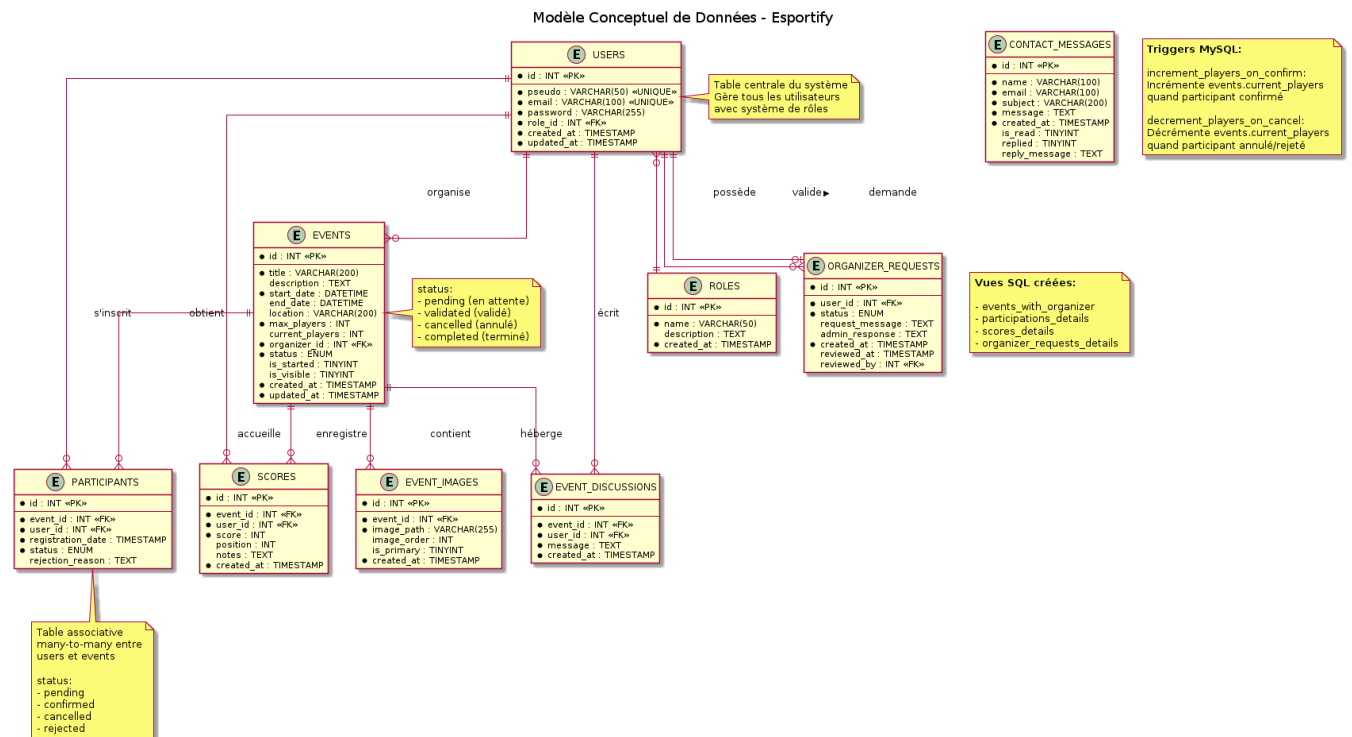 Modèle Conceptuel de Données - Esportify
E USERS
id : INT «PK»
pseudo : VARCHAR(50) «UNIQUE»
email : VARCHAR(100) «UNIQUE»
password : VARCHAR(255)
role_id : INT «FK»
created_at : TIMESTAMP
updated_at : TIMESTAMP
Table centrale du système
Gère tous les utilisateurs
avec système de rôles
E CONTACT_MESSAGES
id : INT «PK»
name : VARCHAR(100)
email : VARCHAR(100)
subject : VARCHAR(200)
message : TEXT
created_at : TIMESTAMP
is_read : TINYINT
replied : TINYINT
reply_message : TEXT
Triggers MySQL:
increment_players_on_confirm:
Incrémente events.current_players
quand participant confirmé
decrement_players_on_cancel:
Décrémente events.current_players
quand participant annulé/rejeté
organise
possède
valide
demande
E EVENTS
id : INT «PK»
title : VARCHAR(200)
description : TEXT
start_date : DATETIME
end_date : DATETIME
location : VARCHAR(200)
max_players : INT
current_players : INT
organizer_id : INT «FK»
status : ENUM
is_started : TINYINT
is_visible : TINYINT
created_at : TIMESTAMP
updated_at : TIMESTAMP
status:
- pending (en attente)
- validated (validé)
- cancelled (annulé)
- completed (terminé)
E ROLES
id : INT «PK»
name : VARCHAR(50)
description : TEXT
created_at : TIMESTAMP
E ORGANIZER_REQUESTS
id : INT «PK»
user_id : INT «FK»
status : ENUM
request_message : TEXT
admin_response : TEXT
created_at : TIMESTAMP
reviewed_at : TIMESTAMP
reviewed_by : INT «FK»
Vues SQL créées:
- events_with_organizer
- participations_details
- scores_details
- organizer_requests_details
s'inscrit
obtient
écrit
accueille
enregistre
contient
héberge
E PARTICIPANTS
id : INT «PK»
event_id : INT «FK»
user_id : INT «FK»
registration_date : TIMESTAMP
status : ENUM
rejection_reason : TEXT
E SCORES
id : INT «PK»
event_id : INT «FK»
user_id : INT «FK»
score : INT
position : INT
notes : TEXT
created_at : TIMESTAMP
E EVENT_IMAGES
id : INT «PK»
event_id : INT «FK»
image_path : VARCHAR(255)
image_order : INT
is_primary : TINYINT
created_at : TIMESTAMP
E EVENT_DISCUSSIONS
id : INT «PK»
event_id : INT «FK»
user_id : INT «FK»
message : TEXT
created_at : TIMESTAMP
Table associative
many-to-many entre
users et events
status:
- pending
- confirmed
- cancelled
- rejected